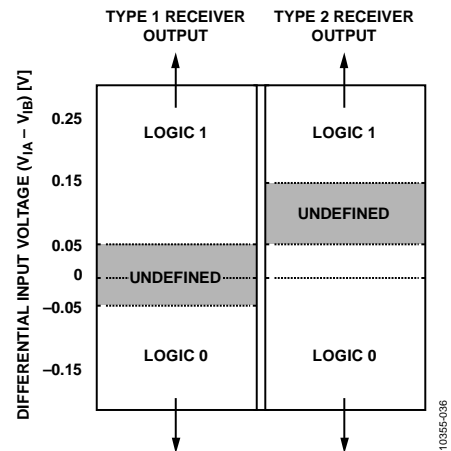 TYPE 1 RECEIVER
OUTPUT
TYPE 2 RECEIVER
OUTPUT
DIFFERENTIAL INPUT VOLTAGE (VIA – VIB) [V]
0.25
LOGIC 1
LOGIC 1
0.15
UNDEFINED
0.05
0
UNDEFINED
–0.05
LOGIC 0
LOGIC 0
–0.15
10355-036